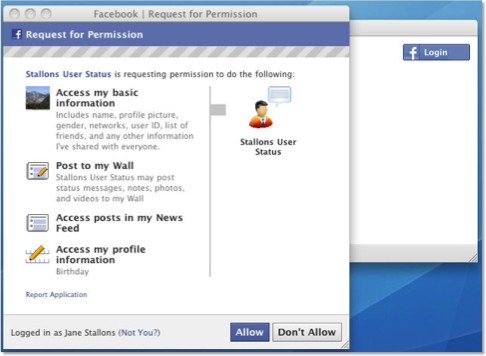 Facebook | Request for Permission
f Request for Permission
f Login
Stallons User Status is requesting permission to do the following:
Access my basic
information
Includes name, profile picture,
gender, networks, user ID, list of
friends, and any other information
I've shared with everyone.
Post to my Wall
Stallons User Status may post
status messages, notes, photos,
and videos to my Wall
Access posts in my News
Feed
Access my profile
information
Birthday
Stallons User
Status
Report Application
Logged in as Jane Stallons (Not You?)
Allow
Don't Allow